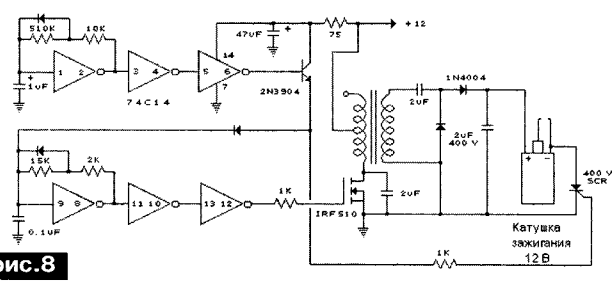 510K
10K
1uF
1 2
3 4
74C14
5 6
14
7
47uF
2N3904
75
+12
2uF
1N4004
2uF
400 V
15K
2K
9 8
0.1uF
11 10
13 12
1K
IRF510
2uF
400 V
SCR
Катушка
зажигания
12В
1K
рис.8